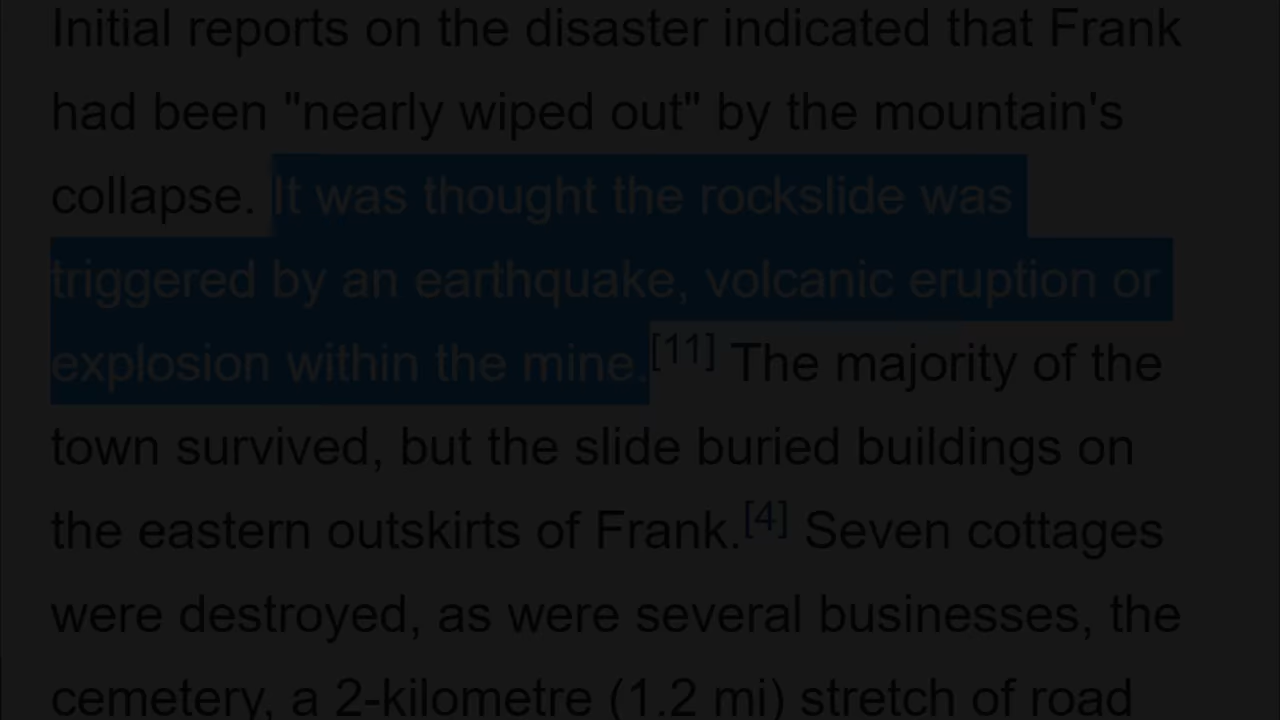 Initial reports on the disaster indicated that Frank
had been "nearly wiped out" by the mountain's
collapse. It was thought the rockslide was
triggered by an earthquake, volcanic eruption or
explosion within the mine.[11] The majority of the
town survived, but the slide buried buildings on
the eastern outskirts of Frank.[4] Seven cottages
were destroyed, as were several businesses, the
cemetery, a 2-kilometre (1.2 mi) stretch of road